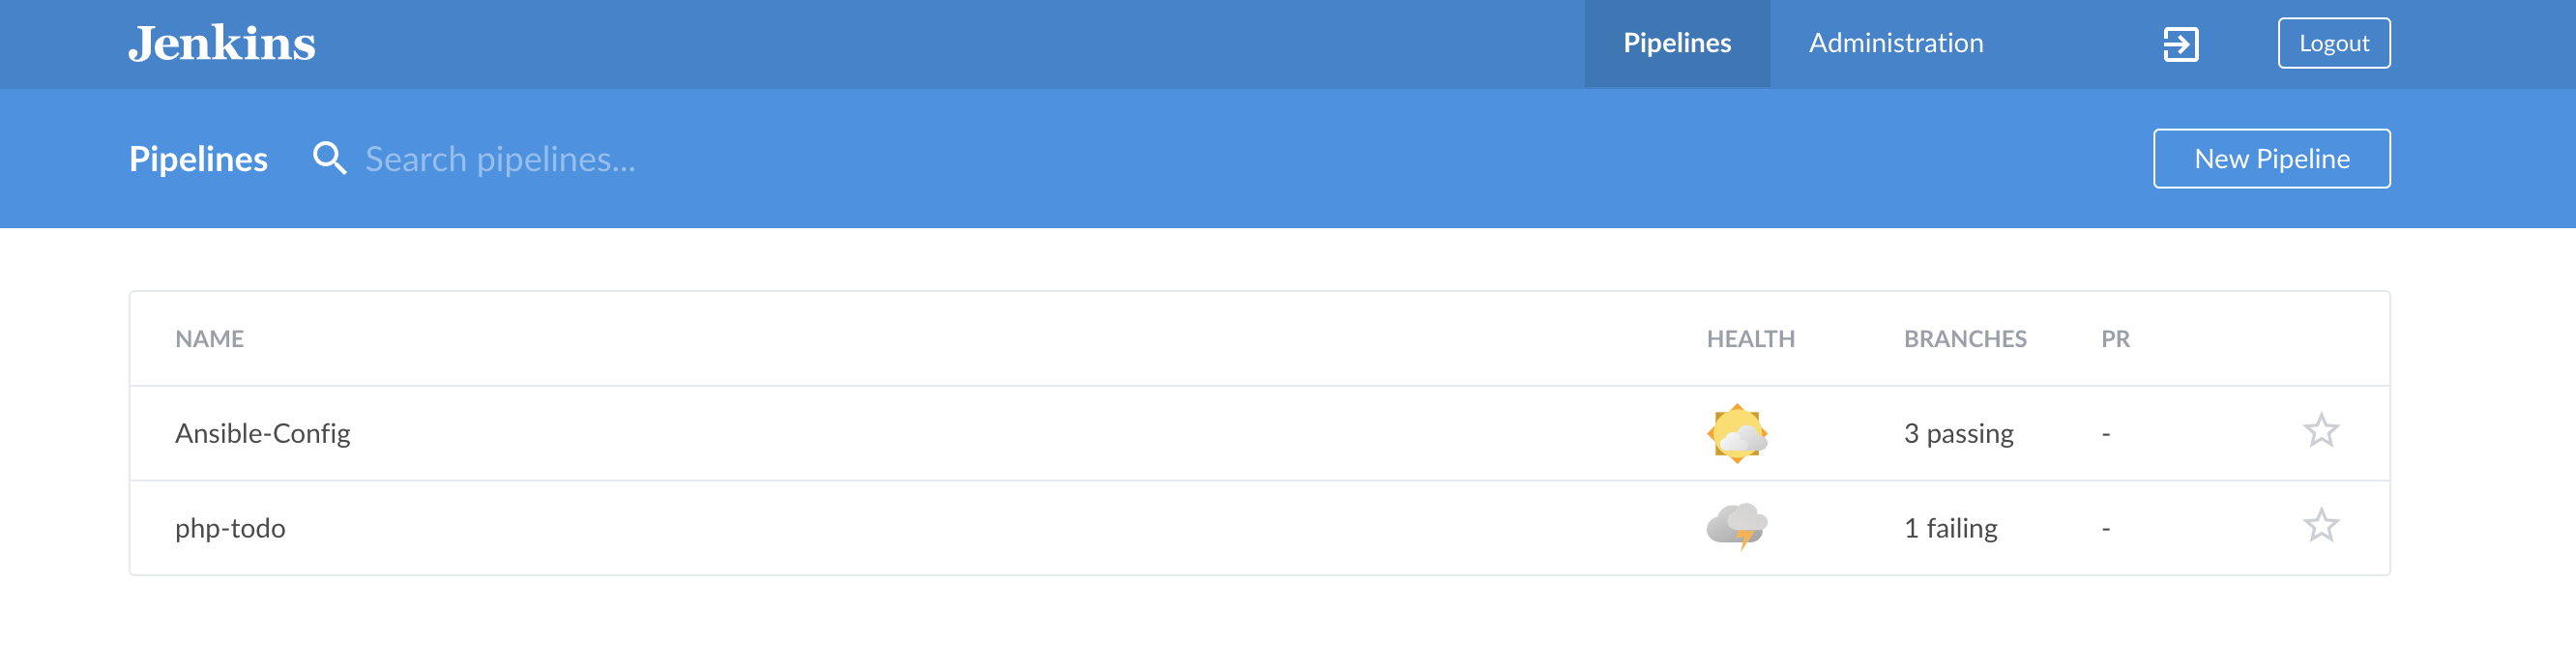 Jenkins Pipelines Administration Logout
Pipelines Search pipelines... New Pipeline
NAME HEALTH BRANCHES PR
Ansible-Config 3 passing -
php-todo 1 failing -